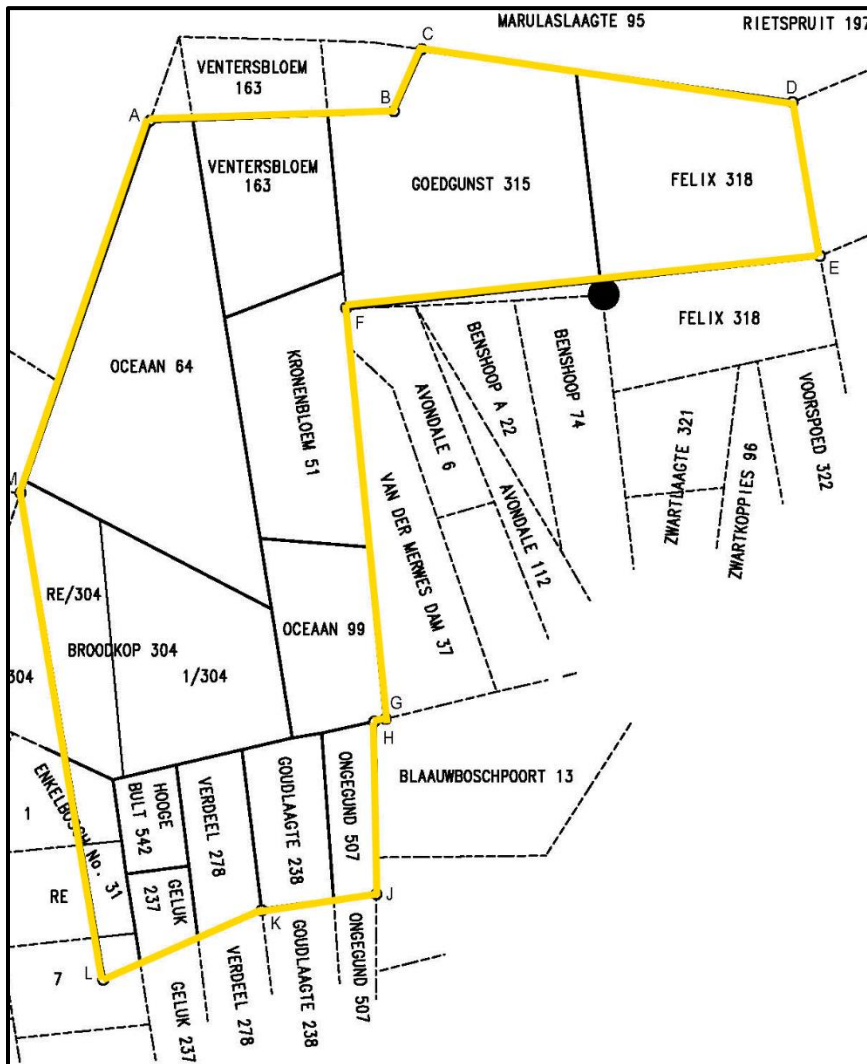 MARULASLAAGTE 95
RIETSPRUIT 197
C
VENTERSBLOEM
163
D
A
B
VENTERSBLOEM
163
GOEDGUNST 315
FELIX 318
E
F
FELIX 318
OCEAAN 64
KRONENBLOEM 51
AVONDALE 6
BENSHOOP A 22
BENSHOOP 74
VOORSPOED 322
ZWARTLAAGTE 321
ZWARTKOPPIES 96
M
AVONDALE 112
VAN DER MERWES DAM 37
RE/304
OCEAAN 99
BROODKOP 304
304
1/304
G
H
ENKELBOSCH No. 31
HOOGE
BULT 542
VERDEEL 278
GOUDLAAGTE 238
ONGEGUND 507
BLAAUWBOSCHPOORT 13
1
RE
GELUK
237
J
K
7
L
GELUK 237
VERDEEL 278
GOUDLAAGTE 238
ONGEGUND 507